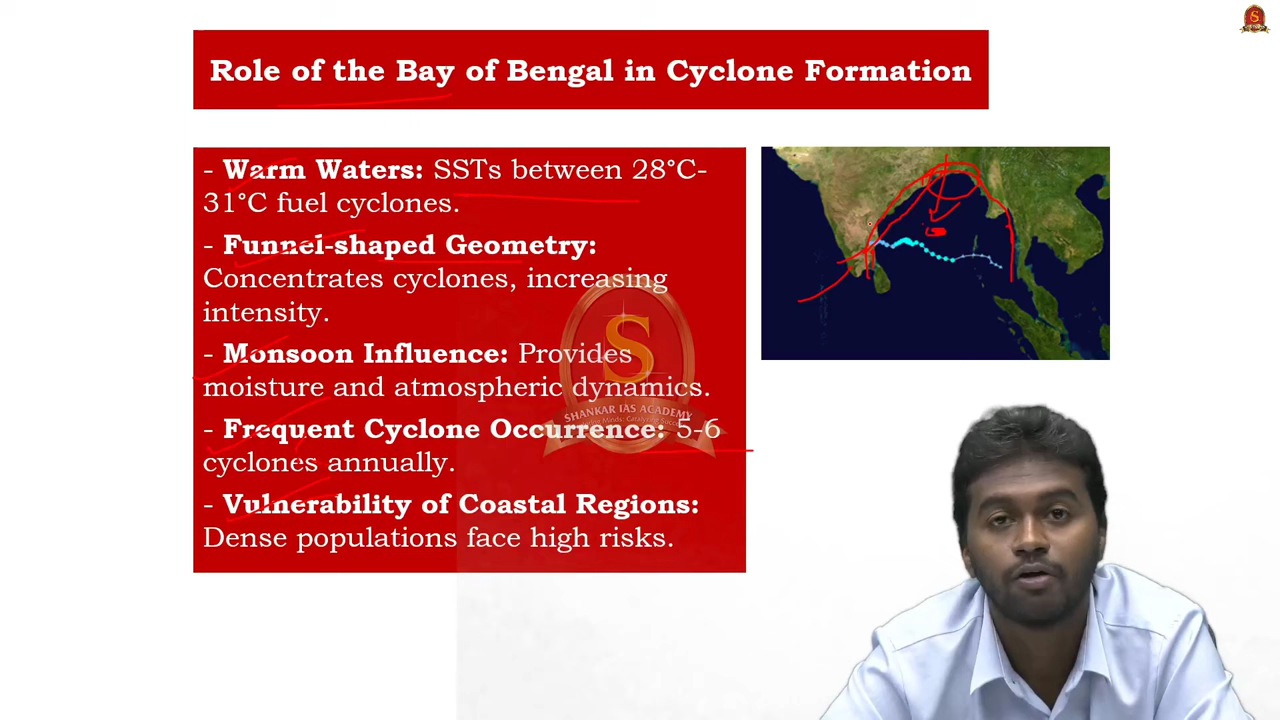 Role of the Bay of Bengal in Cyclone Formation
- Warm Waters: SSTs between 28°C-
31°C fuel cyclones.
- Funnel-shaped Geometry:
Concentrates cyclones, increasing
intensity.
- Monsoon Influence: Provides
moisture and atmospheric dynamics.
- Frequent Cyclone Occurrence: 5-6
cyclones annually.
- Vulnerability of Coastal Regions:
Dense populations face high risks.
S
SHANKAR IAS ACADEMY
S